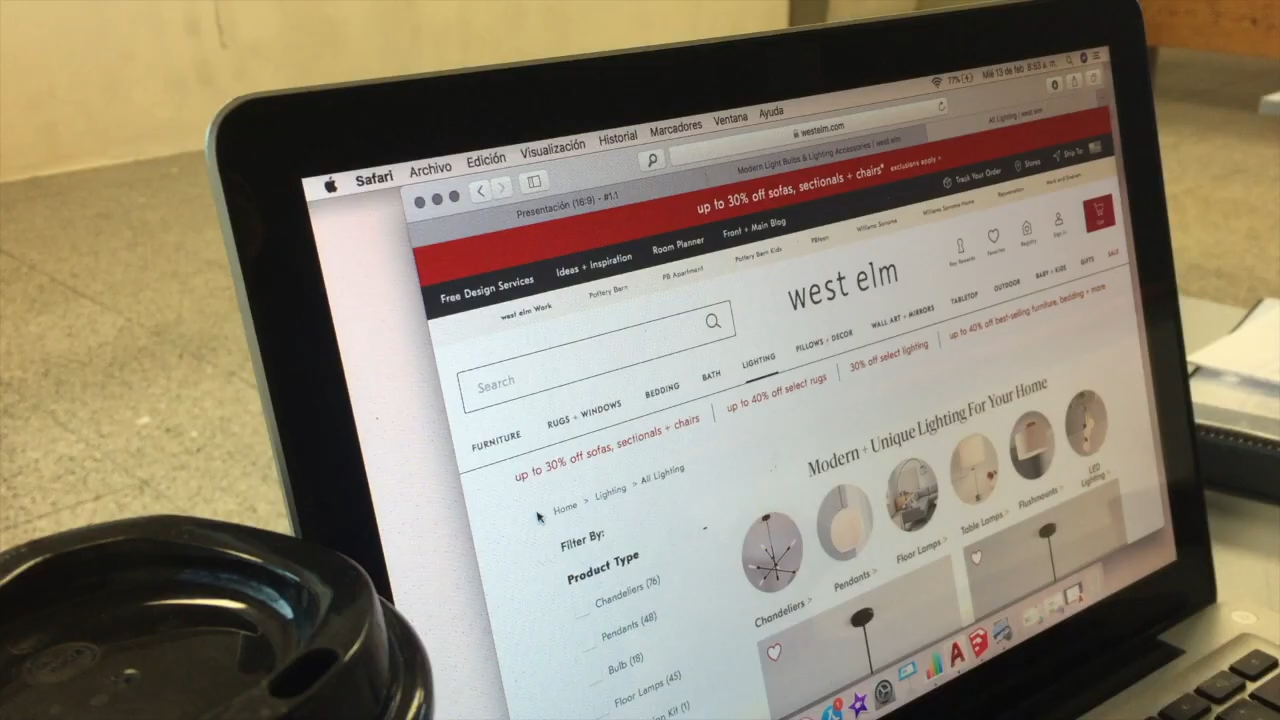 Safari Archivo Edición Visualización Historial Marcadores Ventana Ayuda 77% Mié 13 de feb 8:53 a. m.
westelm.com
Presentación (16:9) - #1.1 Modern Light Bulbs & Lighting Accessories | west elm All Lighting | west elm
up to 30% off sofas, sectionals + chairs* exclusions apply >
Free Design Services Ideas + Inspiration Room Planner Front + Main Blog Track Your Order Stores Ship To:
west elm Work Pottery Barn PB Apartment Pottery Barn Kids PBteen Williams Sonoma Williams Sonoma Home Rejuvenation Mark and Graham
Search
west elm
Key Rewards Favorites Registry Sign In Cart
FURNITURE RUGS + WINDOWS BEDDING BATH LIGHTING PILLOWS + DECOR WALL ART + MIRRORS TABLETOP OUTDOOR BABY + KIDS GIFTS SALE
up to 30% off sofas, sectionals + chairs | up to 40% off select rugs | 30% off select lighting | up to 40% off best-selling furniture, bedding + more
Home > Lighting > All Lighting
Modern + Unique Lighting For Your Home
Chandeliers > Pendants > Floor Lamps > Table Lamps > Flushmounts > LED Lighting >
Filter By:
Product Type
Chandeliers (76)
Pendants (48)
Bulb (18)
Floor Lamps (45)
Kit (1)